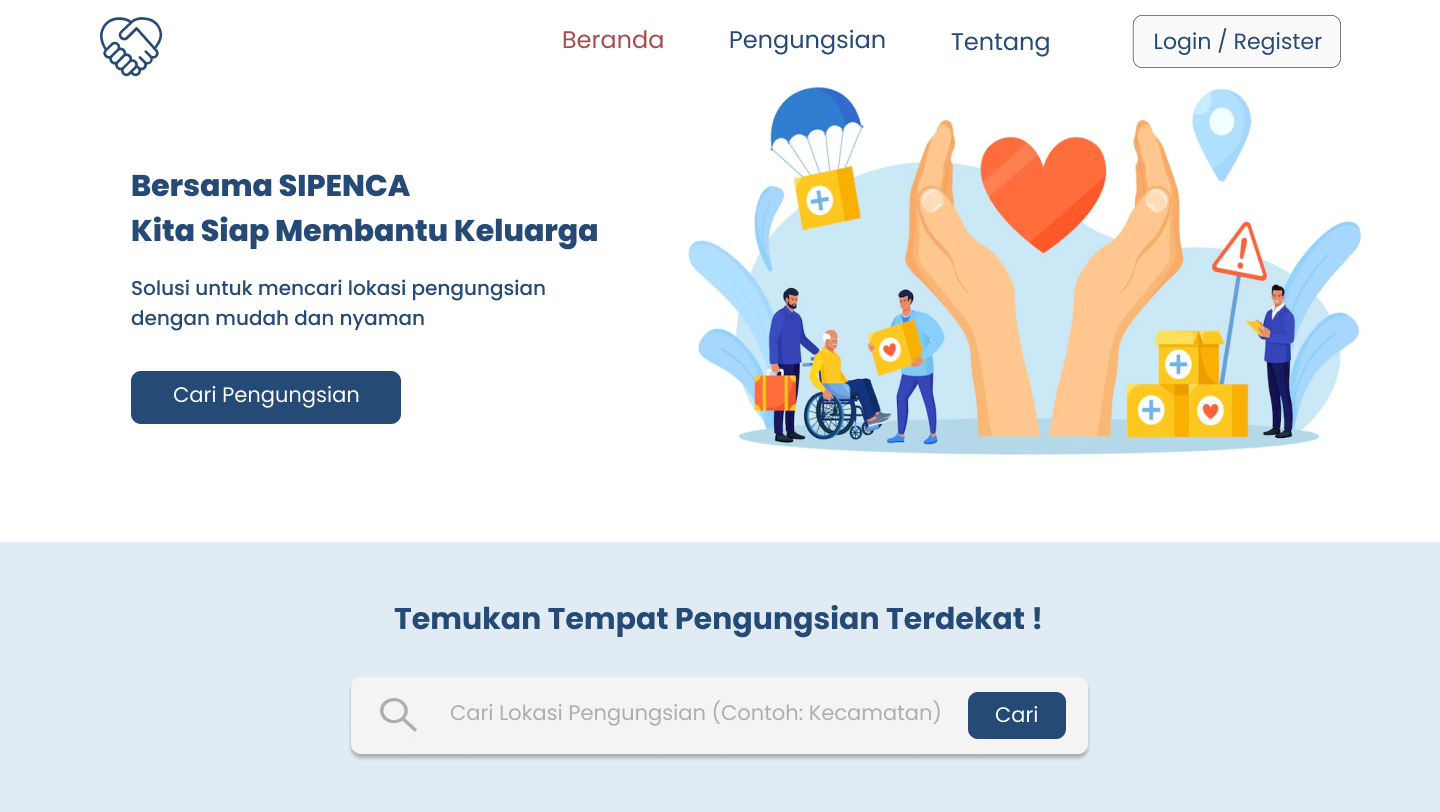 Beranda
Pengungsian
Tentang
Login / Register
Bersama SIPENCA
Kita Siap Membantu Keluarga
Solusi untuk mencari lokasi pengungsian
dengan mudah dan nyaman
Cari Pengungsian
Temukan Tempat Pengungsian Terdekat !
Cari Lokasi Pengungsian (Contoh: Kecamatan)
Cari